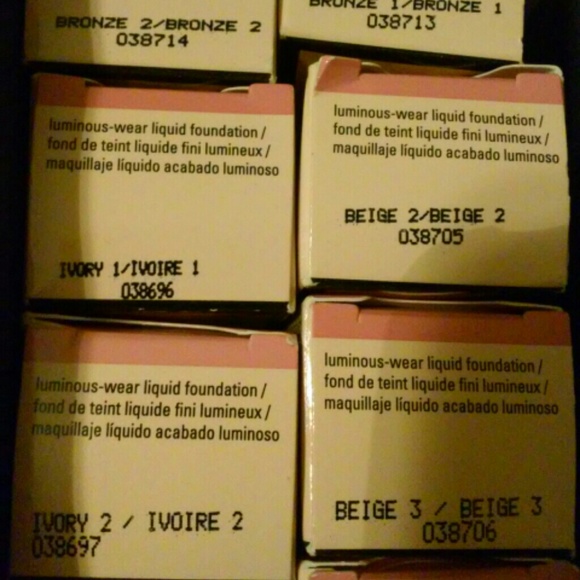 BRONZE 2/BRONZE 2
038714
BRONZE 1/BRONZE 1
038713
luminous-wear liquid foundation /
fond de teint liquide fini lumineux /
maquillaje líquido acabado luminoso
IVORY 1/IVOIRE 1
038696
luminous-wear liquid foundation /
fond de teint liquide fini lumineux /
maquillaje líquido acabado luminoso
BEIGE 2/BEIGE 2
038705
luminous-wear liquid foundation /
fond de teint liquide fini lumineux /
maquillaje líquido acabado luminoso
IVORY 2 / IVOIRE 2
038697
luminous-wear liquid foundation /
fond de teint liquide fini lumineux /
maquillaje líquido acabado luminoso
BEIGE 3 / BEIGE 3
038706